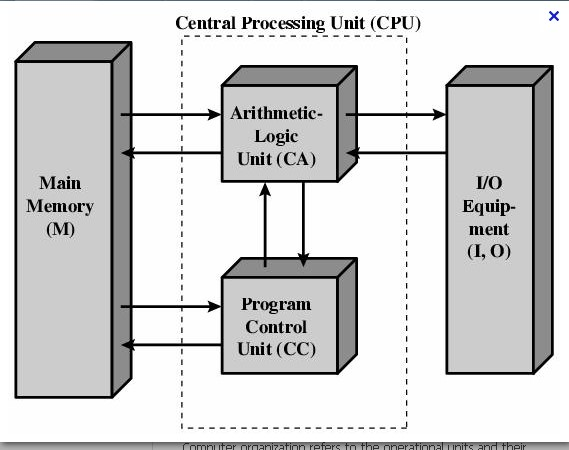 Central Processing Unit (CPU)
Main
Memory
(M)
Arithmetic-
Logic
Unit (CA)
Program
Control
Unit (CC)
I/O
Equip-
ment
(I, O)
Computer organization refers to the operational units and their